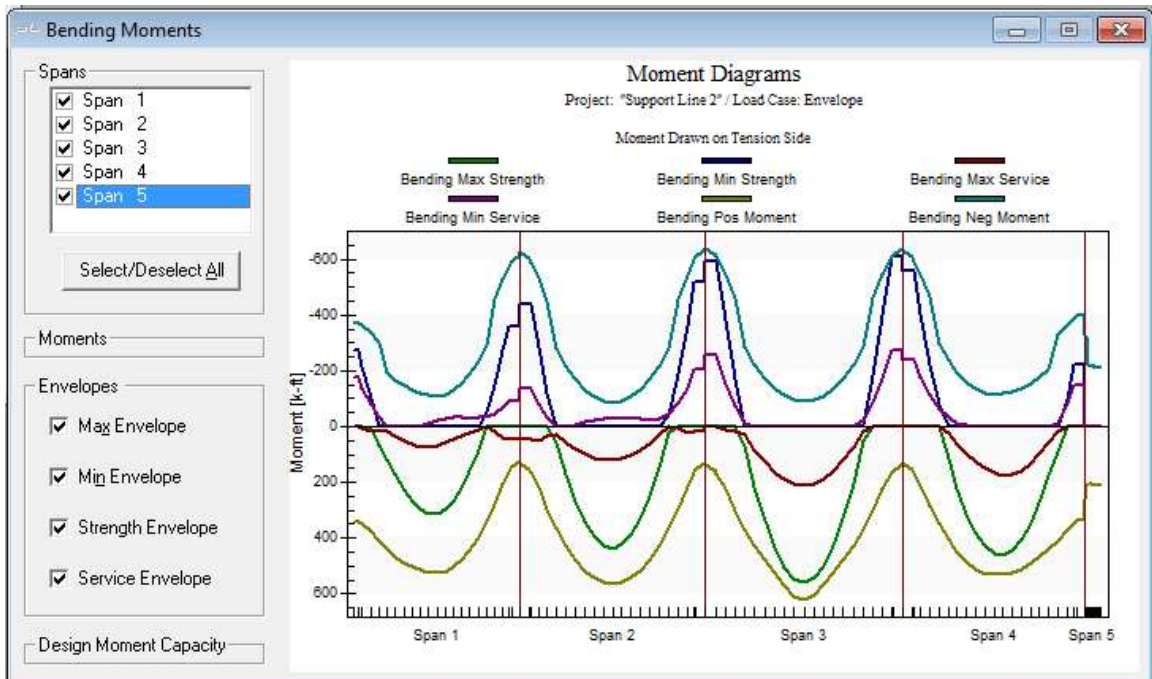 Bending Moments
Spans
Span 1
Span 2
Span 3
Span 4
Span 5
Select/Deselect All
Moments
Envelopes
Max Envelope
Min Envelope
Strength Envelope
Service Envelope
Design Moment Capacity
Moment Diagrams
Project: "Support Line 2" / Load Case: Envelope
Moment Drawn on Tension Side
Bending Max Strength Bending Min Strength Bending Max Service
Bending Min Service Bending Pos Moment Bending Neg Moment
Moment [k-ft]
-600
-400
-200
0
200
400
600
Span 1 Span 2 Span 3 Span 4 Span 5